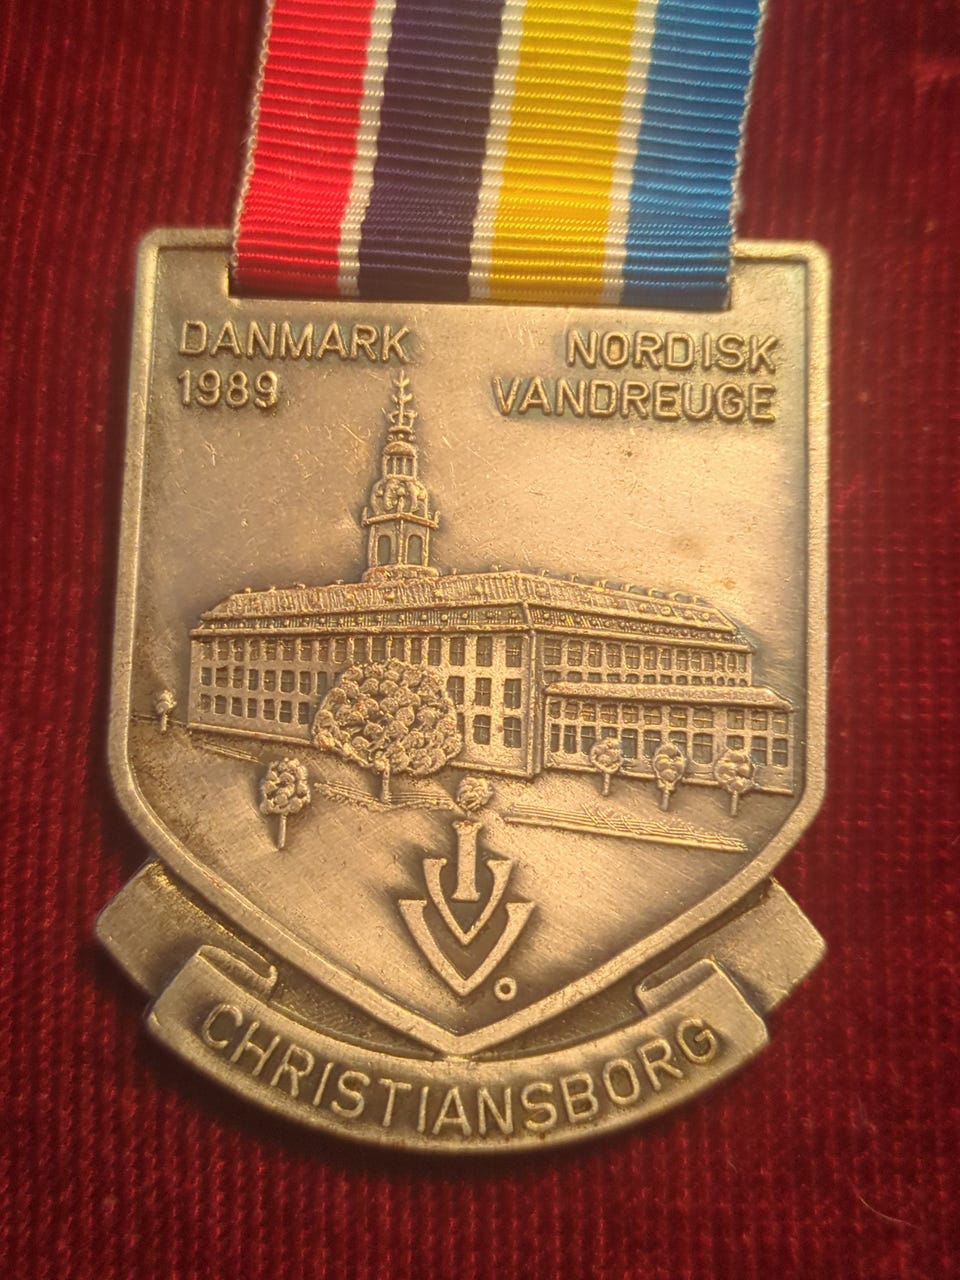 DANMARK
1989
NORDISK
VANDREUGE
IVV
CHRISTIANSBORG